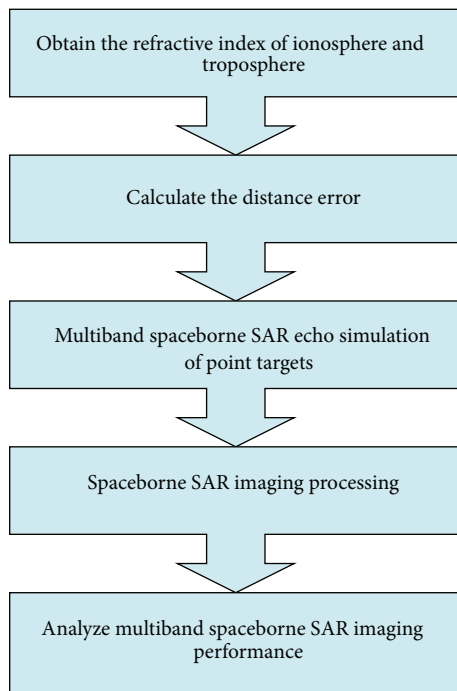 Obtain the refractive index of ionosphere and
troposphere
Calculate the distance error
Multiband spaceborne SAR echo simulation
of point targets
Spaceborne SAR imaging processing
Analyze multiband spaceborne SAR imaging
performance